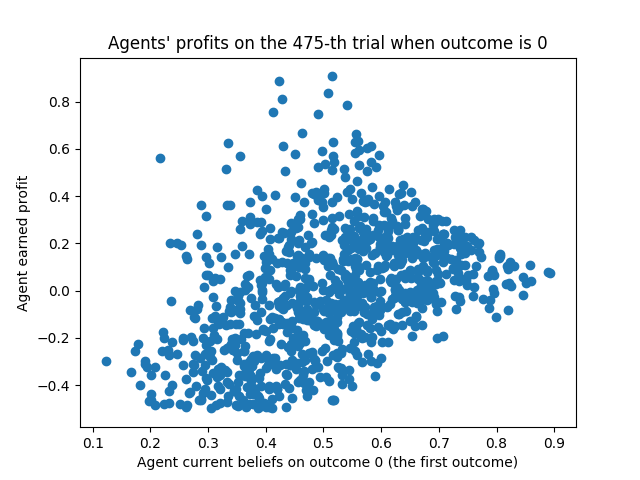 Agents' profits on the 475-th trial when outcome is 0
Agent earned profit
0.8
0.6
0.4
0.2
0.0
−0.2
−0.4
0.1 0.2 0.3 0.4 0.5 0.6 0.7 0.8 0.9
Agent current beliefs on outcome 0 (the first outcome)